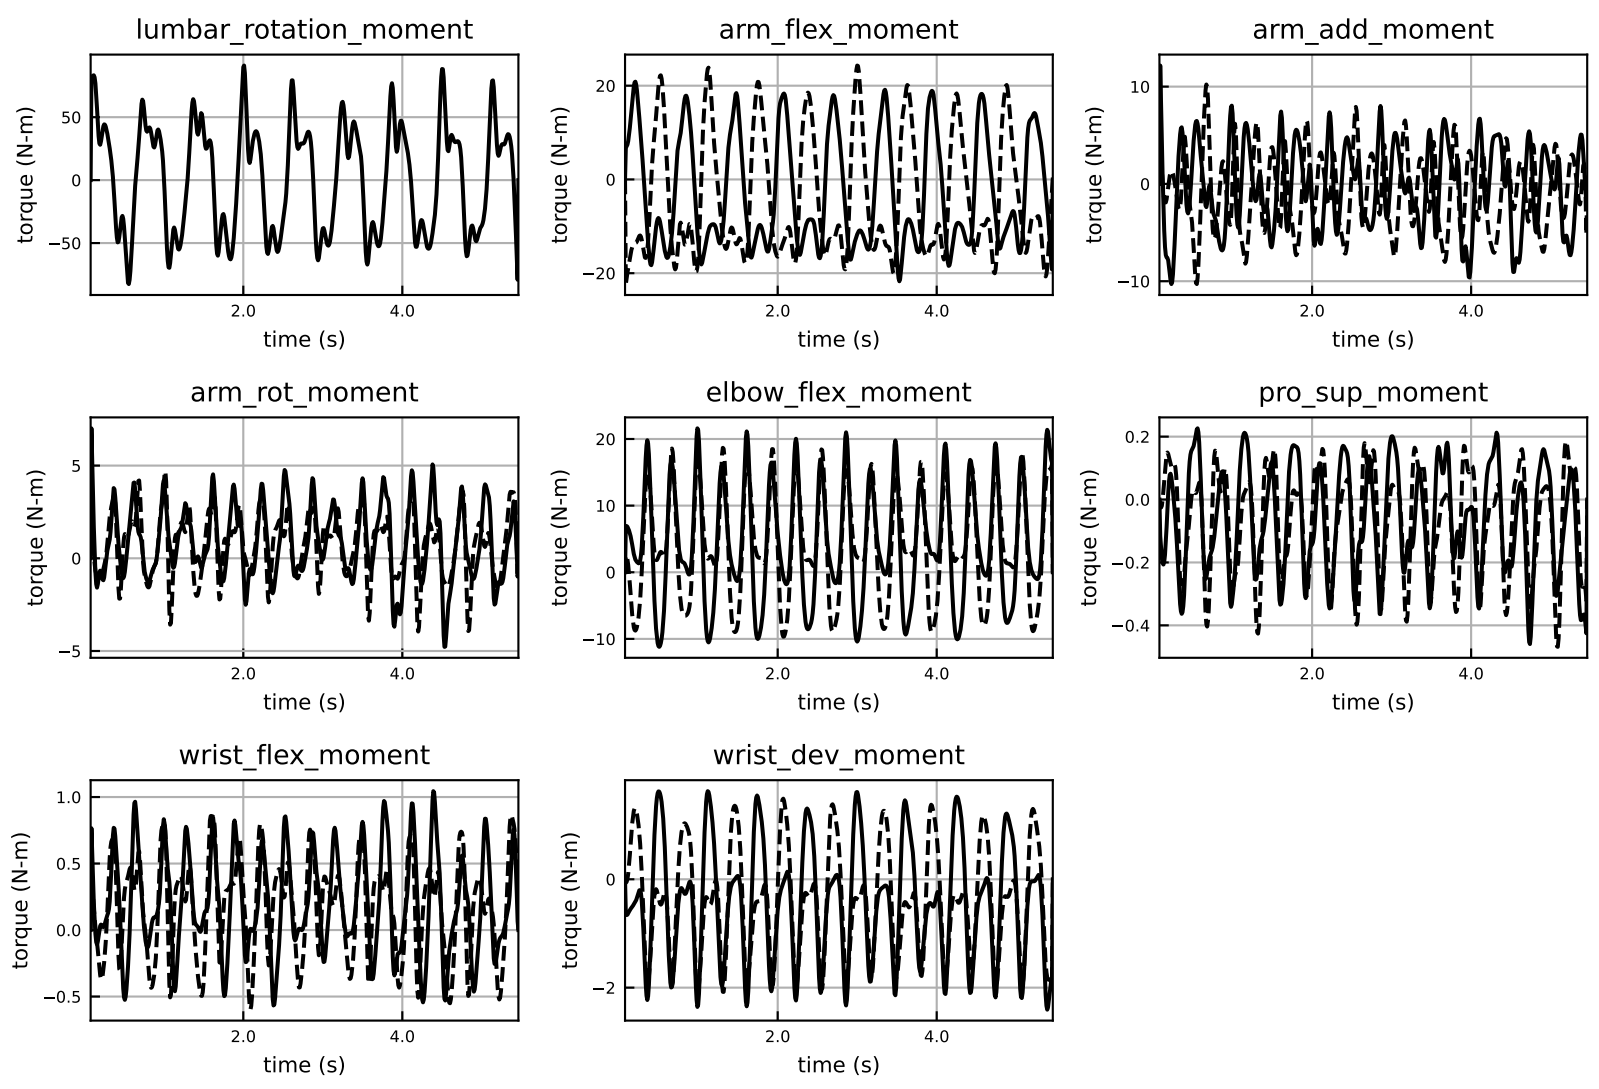 lumbar_rotation_moment
torque (N-m)
50
0
−50
2.0
4.0
time (s)
arm_flex_moment
torque (N-m)
20
0
−20
2.0
4.0
time (s)
arm_add_moment
torque (N-m)
10
0
−10
2.0
4.0
time (s)
arm_rot_moment
torque (N-m)
5
0
−5
2.0
4.0
time (s)
elbow_flex_moment
torque (N-m)
20
10
0
−10
2.0
4.0
time (s)
pro_sup_moment
torque (N-m)
0.2
0.0
−0.2
−0.4
2.0
4.0
time (s)
wrist_flex_moment
torque (N-m)
1.0
0.5
0.0
−0.5
2.0
4.0
time (s)
wrist_dev_moment
torque (N-m)
0
−2
2.0
4.0
time (s)